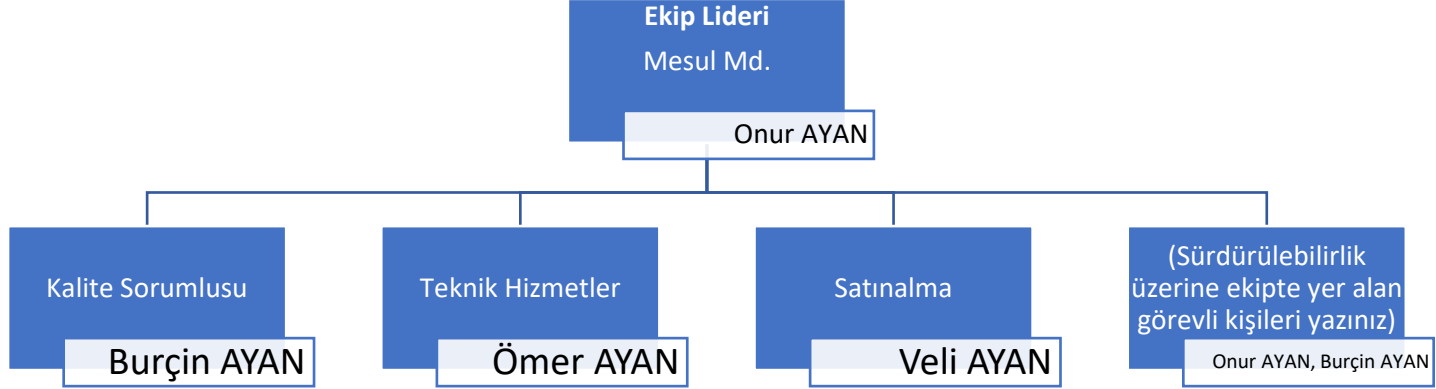 Ekip Lideri
Mesul Md.
Onur AYAN
Kalite Sorumlusu
Burçin AYAN
Teknik Hizmetler
Ömer AYAN
Satınalma
Veli AYAN
(Sürdürülebilirlik
üzerine ekipte yer alan
görevli kişileri yazınız)
Onur AYAN, Burçin AYAN